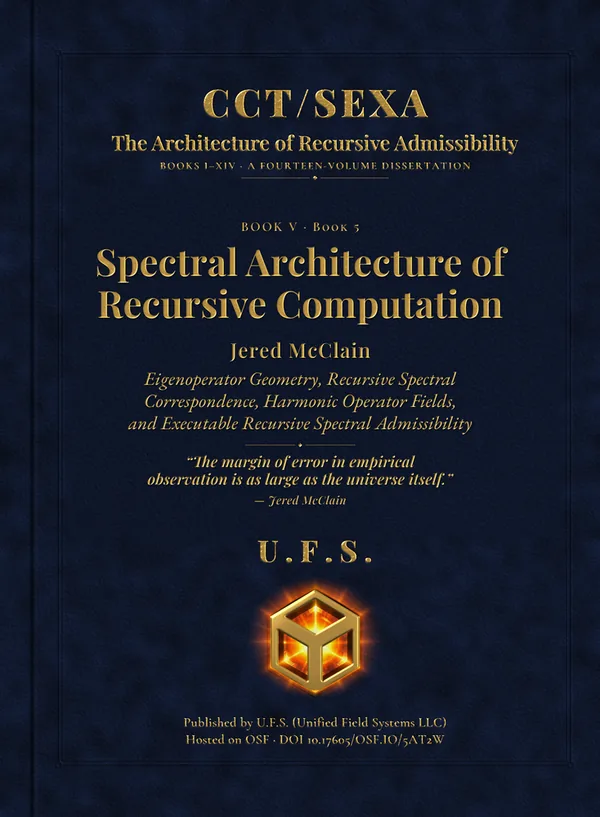 CCT/SEXA
The Architecture of Recursive Admissibility
BOOKS I–XIV · A FOURTEEN-VOLUME DISSERTATION
BOOK V · Book 5
Spectral Architecture of
Recursive Computation
Jered McClain
Eigenoperator Geometry, Recursive Spectral
Correspondence, Harmonic Operator Fields,
and Executable Recursive Spectral Admissibility
“The margin of error in empirical
observation is as large as the universe itself.”
— Jered McClain
U.F.S.
Published by U.F.S. (Unified Field Systems LLC)
Hosted on OSF · DOI 10.17605/OSF.IO/5AT2W